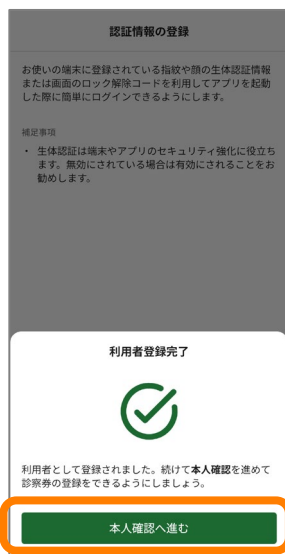 認証情報の登録
お使いの端末に登録されている指紋や顔の生体認証情報
または画面のロック解除コードを利用してアプリを起動
した際に簡単にログインできるようにします。
補足事項
・ 生体認証は端末やアプリのセキュリティ強化に役立ち
ます。無効にされている場合は有効にされることをお
勧めします。
利用者登録完了
利用者として登録されました。続けて本人確認を進めて
診察券の登録をできるようにしましょう。
本人確認へ進む